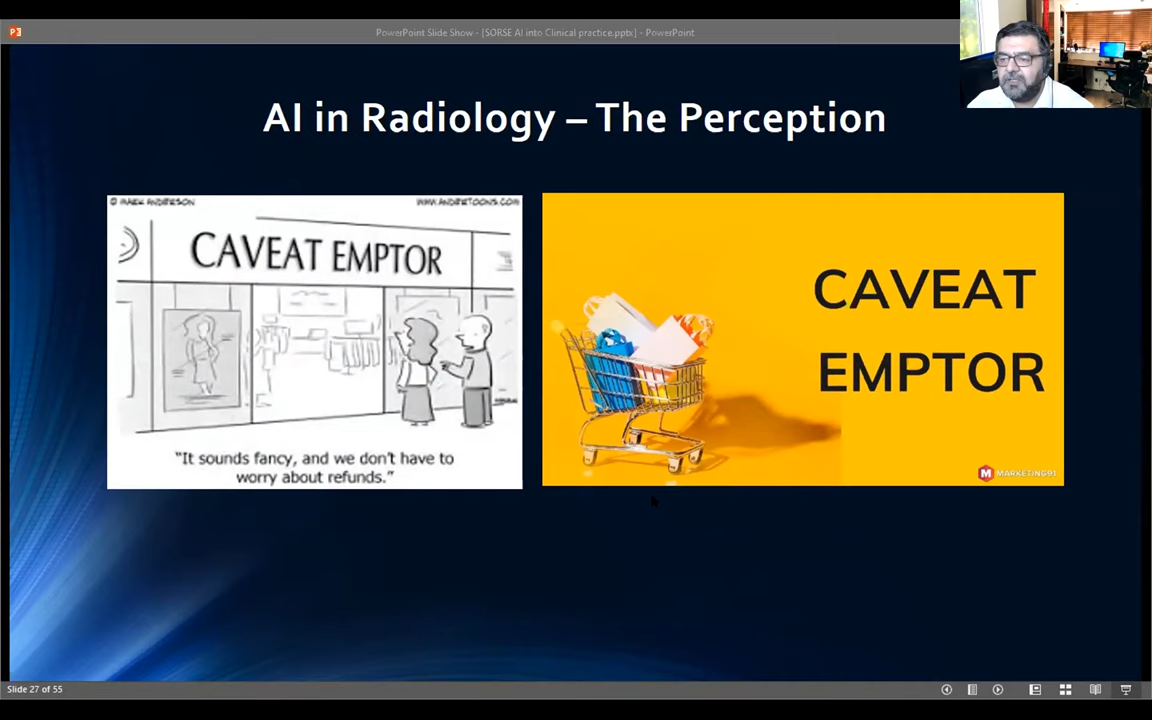 PowerPoint Slide Show - [SORSE AI into Clinical practice.pptx] - PowerPoint
AI in Radiology – The Perception
© MARK ANDERSON
WWW.ANDERTOONS.COM
CAVEAT EMPTOR
"It sounds fancy, and we don't have to
worry about refunds."
CAVEAT
EMPTOR
M MARKETING91
Slide 27 of 55